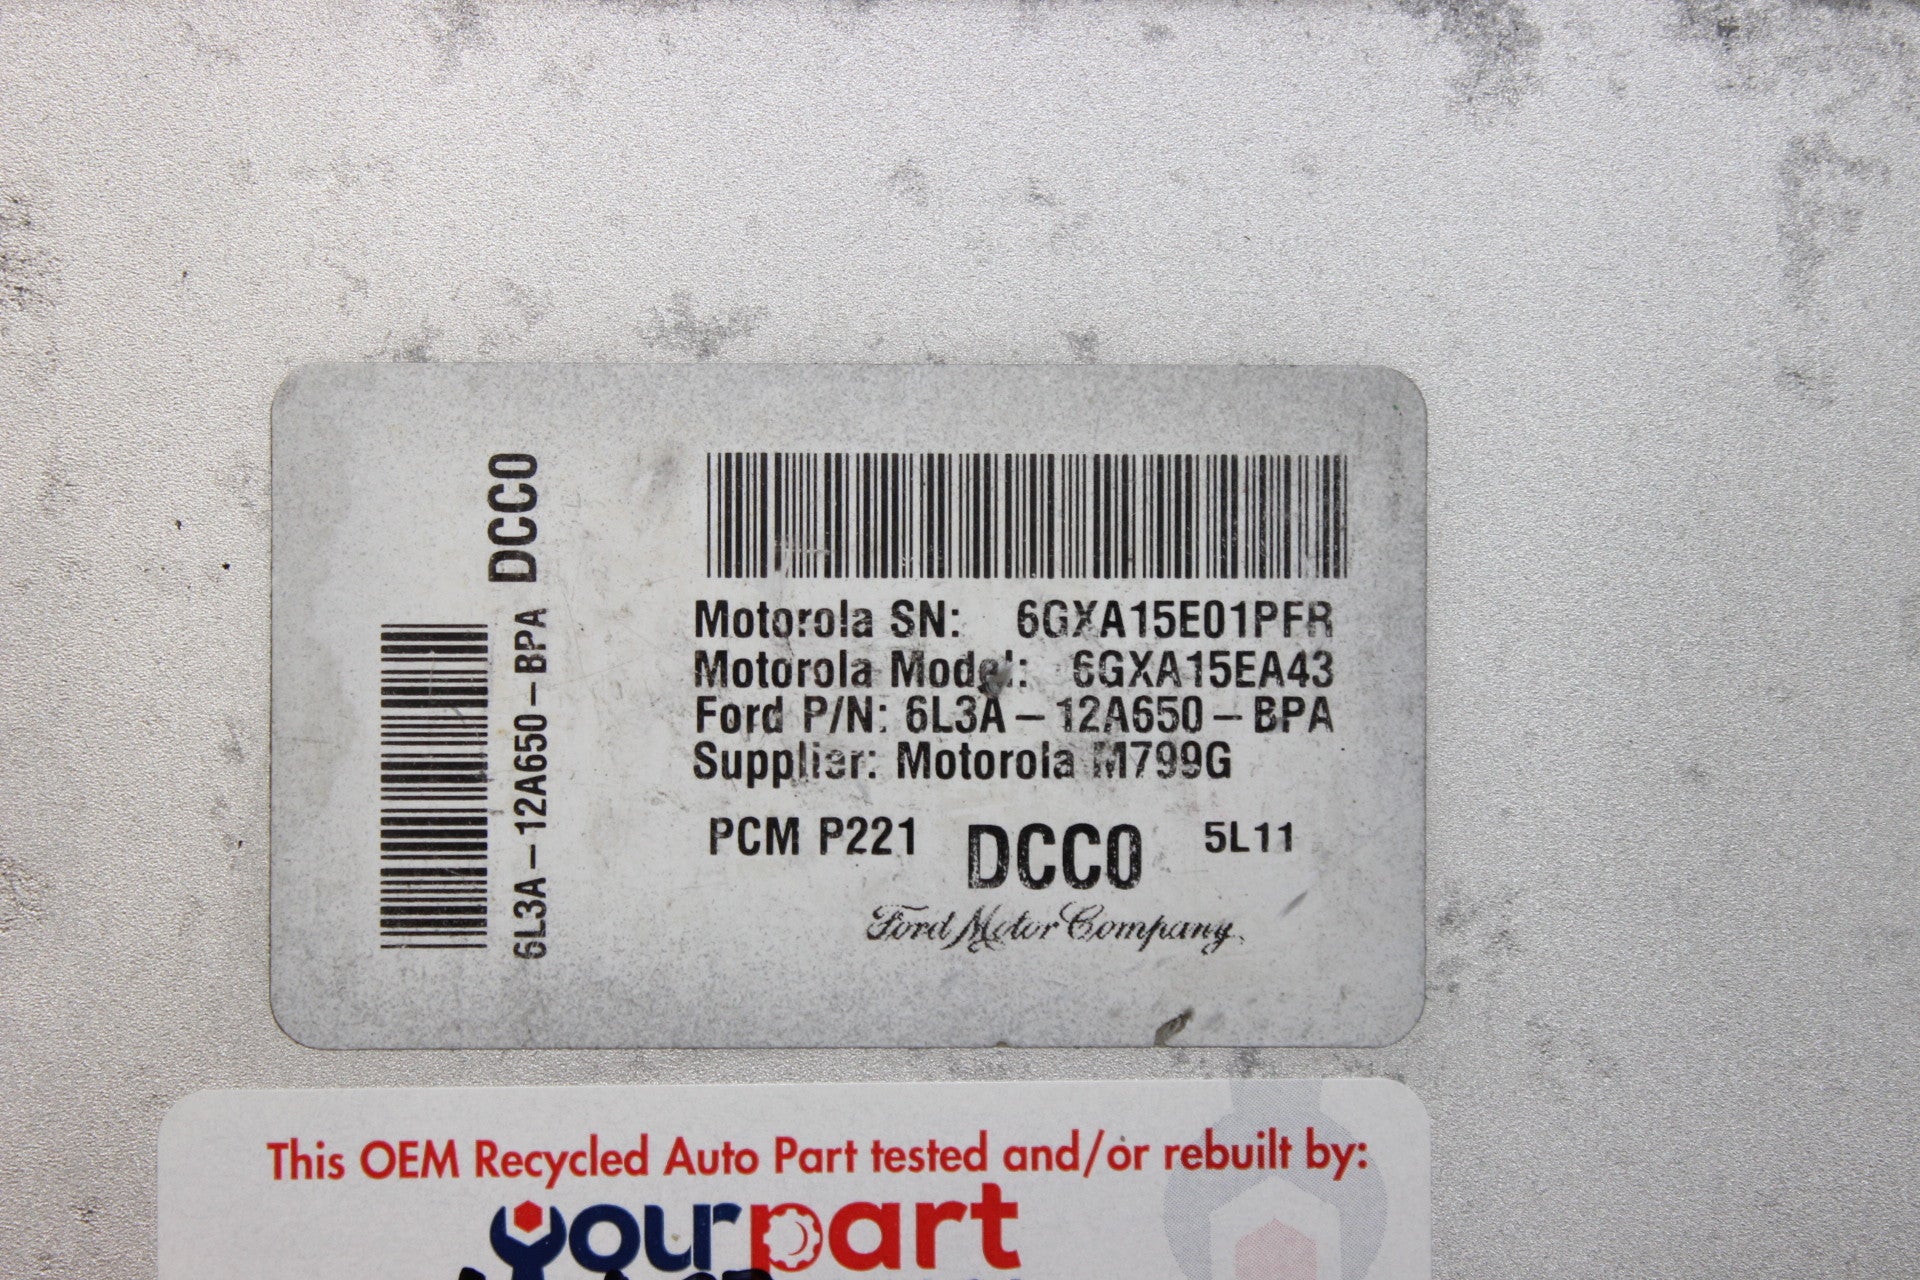 6L3A-12A650-BPA DCC0
Motorola SN: 6GXA15E01PFR
Motorola Model: 6GXA15EA43
Ford P/N: 6L3A-12A650-BPA
Supplier: Motorola M799G
PCM P221 DCC0 5L11
Ford Motor Company,
This OEM Recycled Auto Part tested and/or rebuilt by:
yourpart